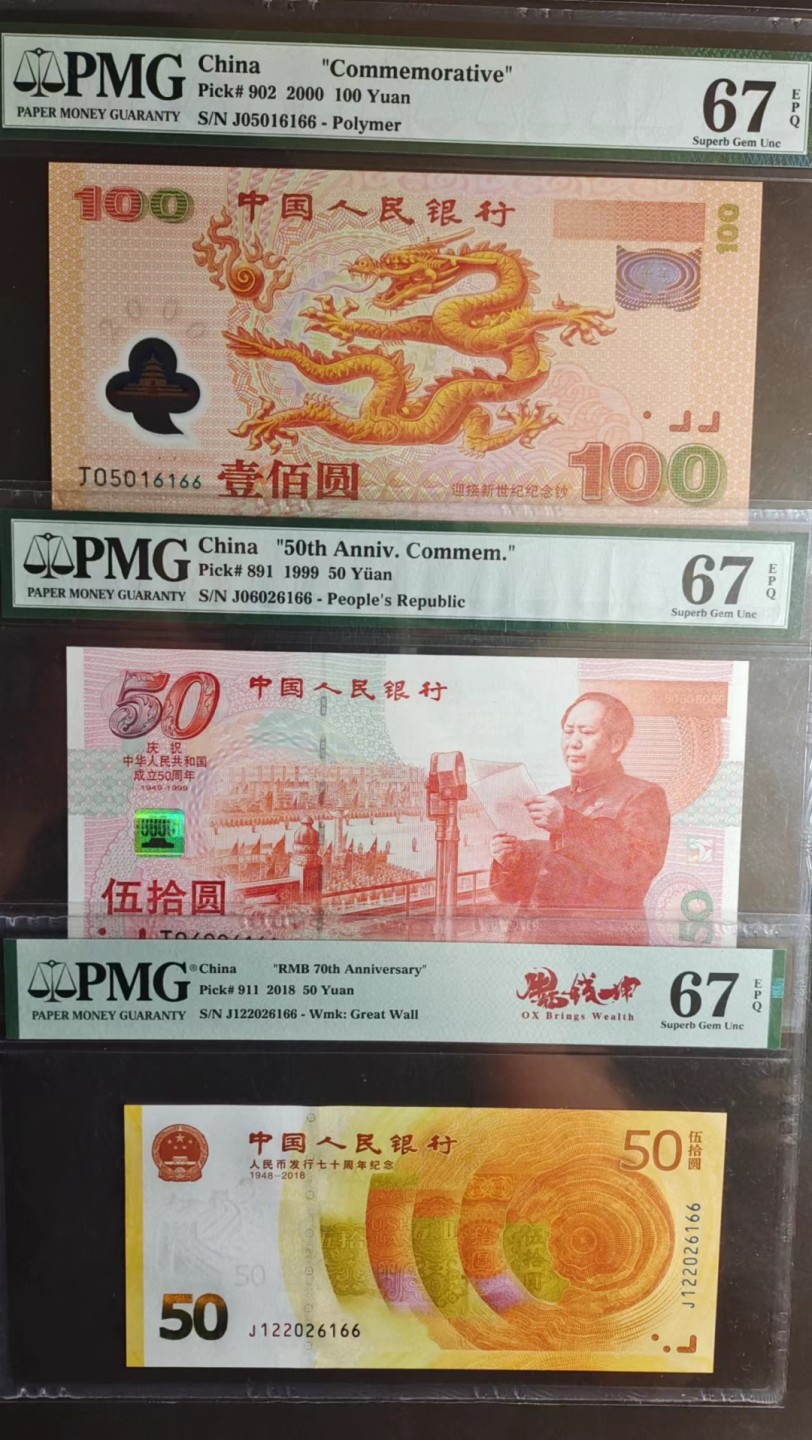 PMG
PAPER MONEY GUARANTY
China "Commemorative"
Pick# 902 2000 100 Yuan
S/N J05016166 - Polymer
67
EPQ
Superb Gem Unc
100
中国人民银行
100
2000
J05016166
壹佰圆
迎接新世纪纪念钞
100
PMG
PAPER MONEY GUARANTY
China "50th Anniv. Commem."
Pick# 891 1999 50 Yüan
S/N J06026166 - People's Republic
67
EPQ
Superb Gem Unc
50
中国人民银行
庆祝
中华人民共和国
成立50周年
1949-1999
伍拾圆
50
PMG®
PAPER MONEY GUARANTY
China "RMB 70th Anniversary"
Pick# 911 2018 50 Yuan
S/N J122026166 - Wmk: Great Wall
OX Brings Wealth
67
EPQ
Superb Gem Unc
中国人民银行
人民币发行七十周年纪念
1948-2018
50
伍拾圆
50
50
J122026166
J122026166